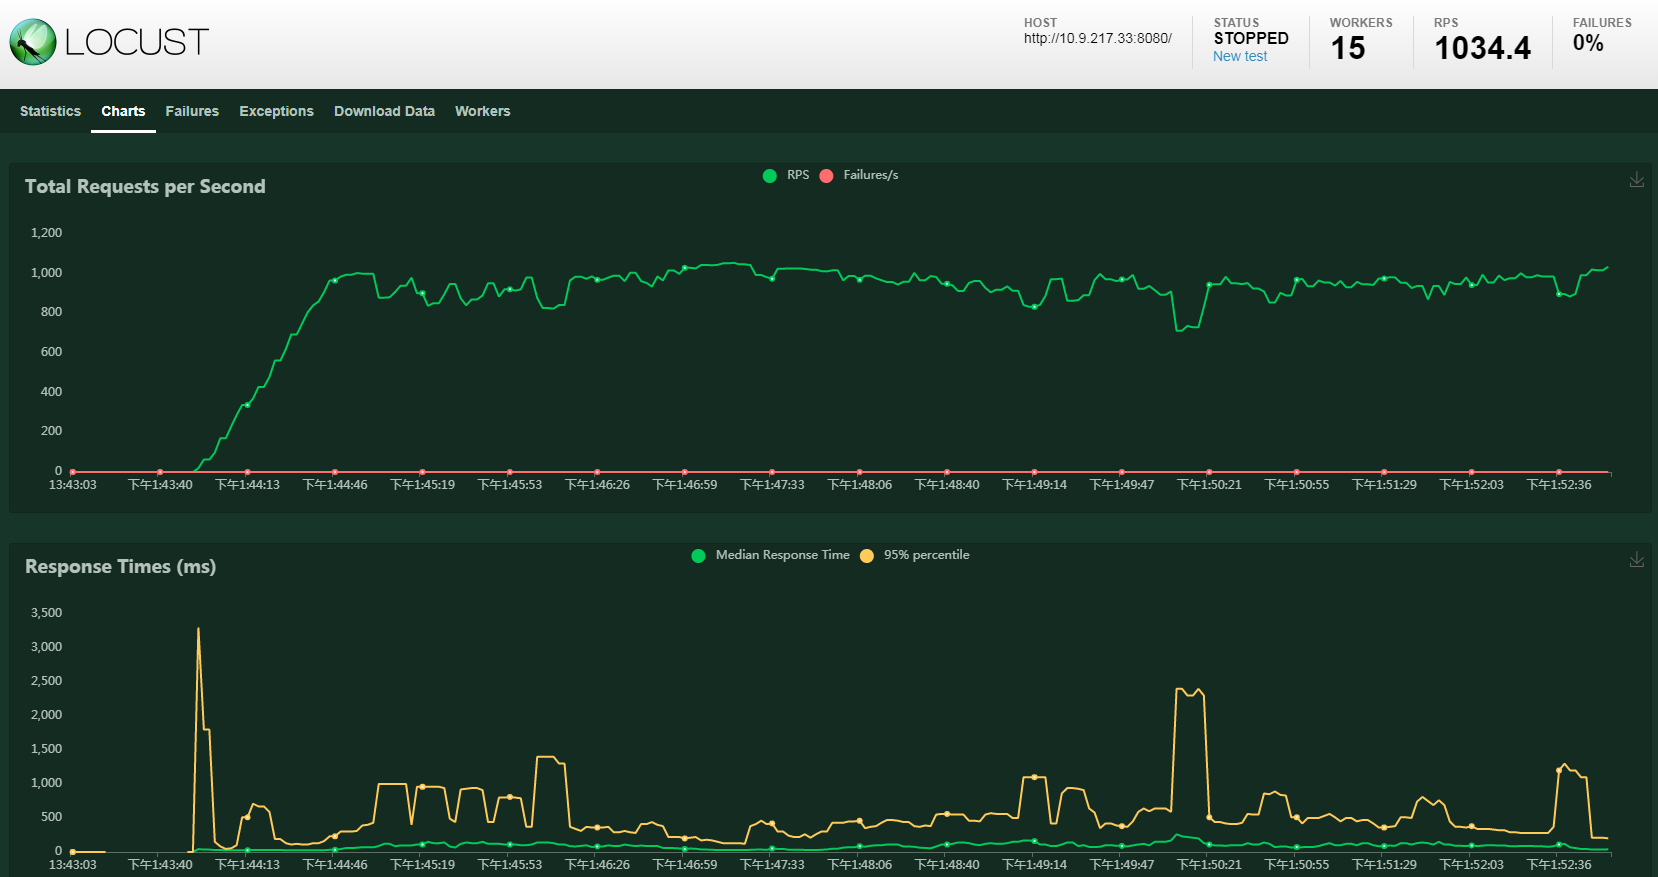 LOCUST
HOST
http://10.9.217.33:8080/
STATUS
STOPPED
New test
WORKERS
15
RPS
1034.4
FAILURES
0%
Statistics Charts Failures Exceptions Download Data Workers
Total Requests per Second
RPS Failures/s
1,200
1,000
800
600
400
200
0
13:43:03 下午1:43:40 下午1:44:13 下午1:44:46 下午1:45:19 下午1:45:53 下午1:46:26 下午1:46:59 下午1:47:33 下午1:48:06 下午1:48:40 下午1:49:14 下午1:49:47 下午1:50:21 下午1:50:55 下午1:51:29 下午1:52:03 下午1:52:36
Response Times (ms)
Median Response Time 95% percentile
3,500
3,000
2,500
2,000
1,500
1,000
500
0
13:43:03 下午1:43:40 下午1:44:13 下午1:44:46 下午1:45:19 下午1:45:53 下午1:46:26 下午1:46:59 下午1:47:33 下午1:48:06 下午1:48:40 下午1:49:14 下午1:49:47 下午1:50:21 下午1:50:55 下午1:51:29 下午1:52:03 下午1:52:36